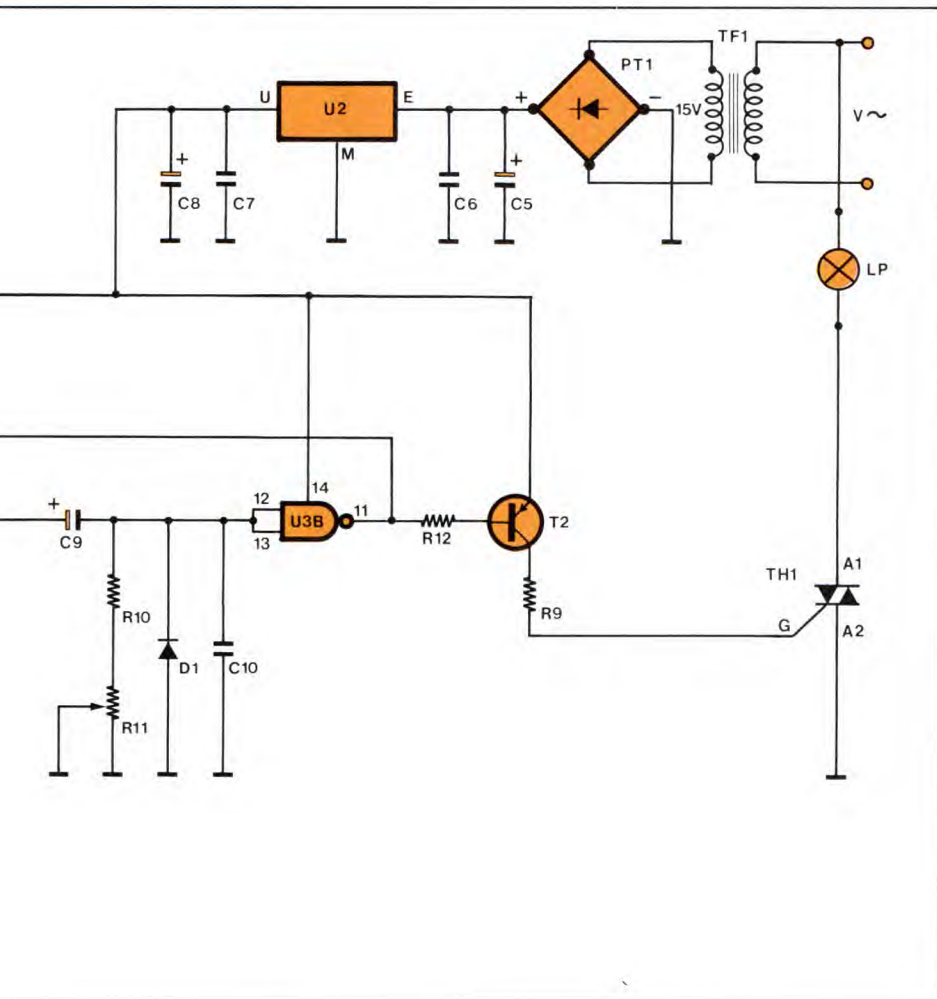 TF1
PT1
U
U2
E
+
−
15V
V∼
M
+
C8
C7
C6
+
C5
LP
+
C9
12
13
14
U3B
11
R12
T2
TH1
A1
R10
R9
G
A2
D1
C10
R11